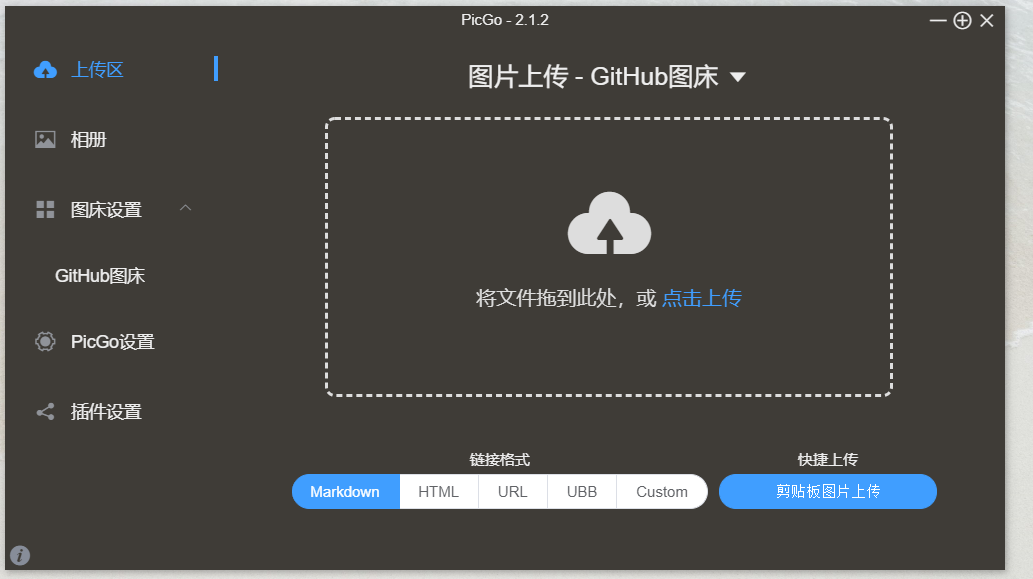 PicGo - 2.1.2
上传区
相册
图床设置
GitHub图床
PicGo设置
插件设置
图片上传 - GitHub图床
将文件拖到此处，或 点击上传
链接格式
Markdown HTML URL UBB Custom
快捷上传
剪贴板图片上传
i